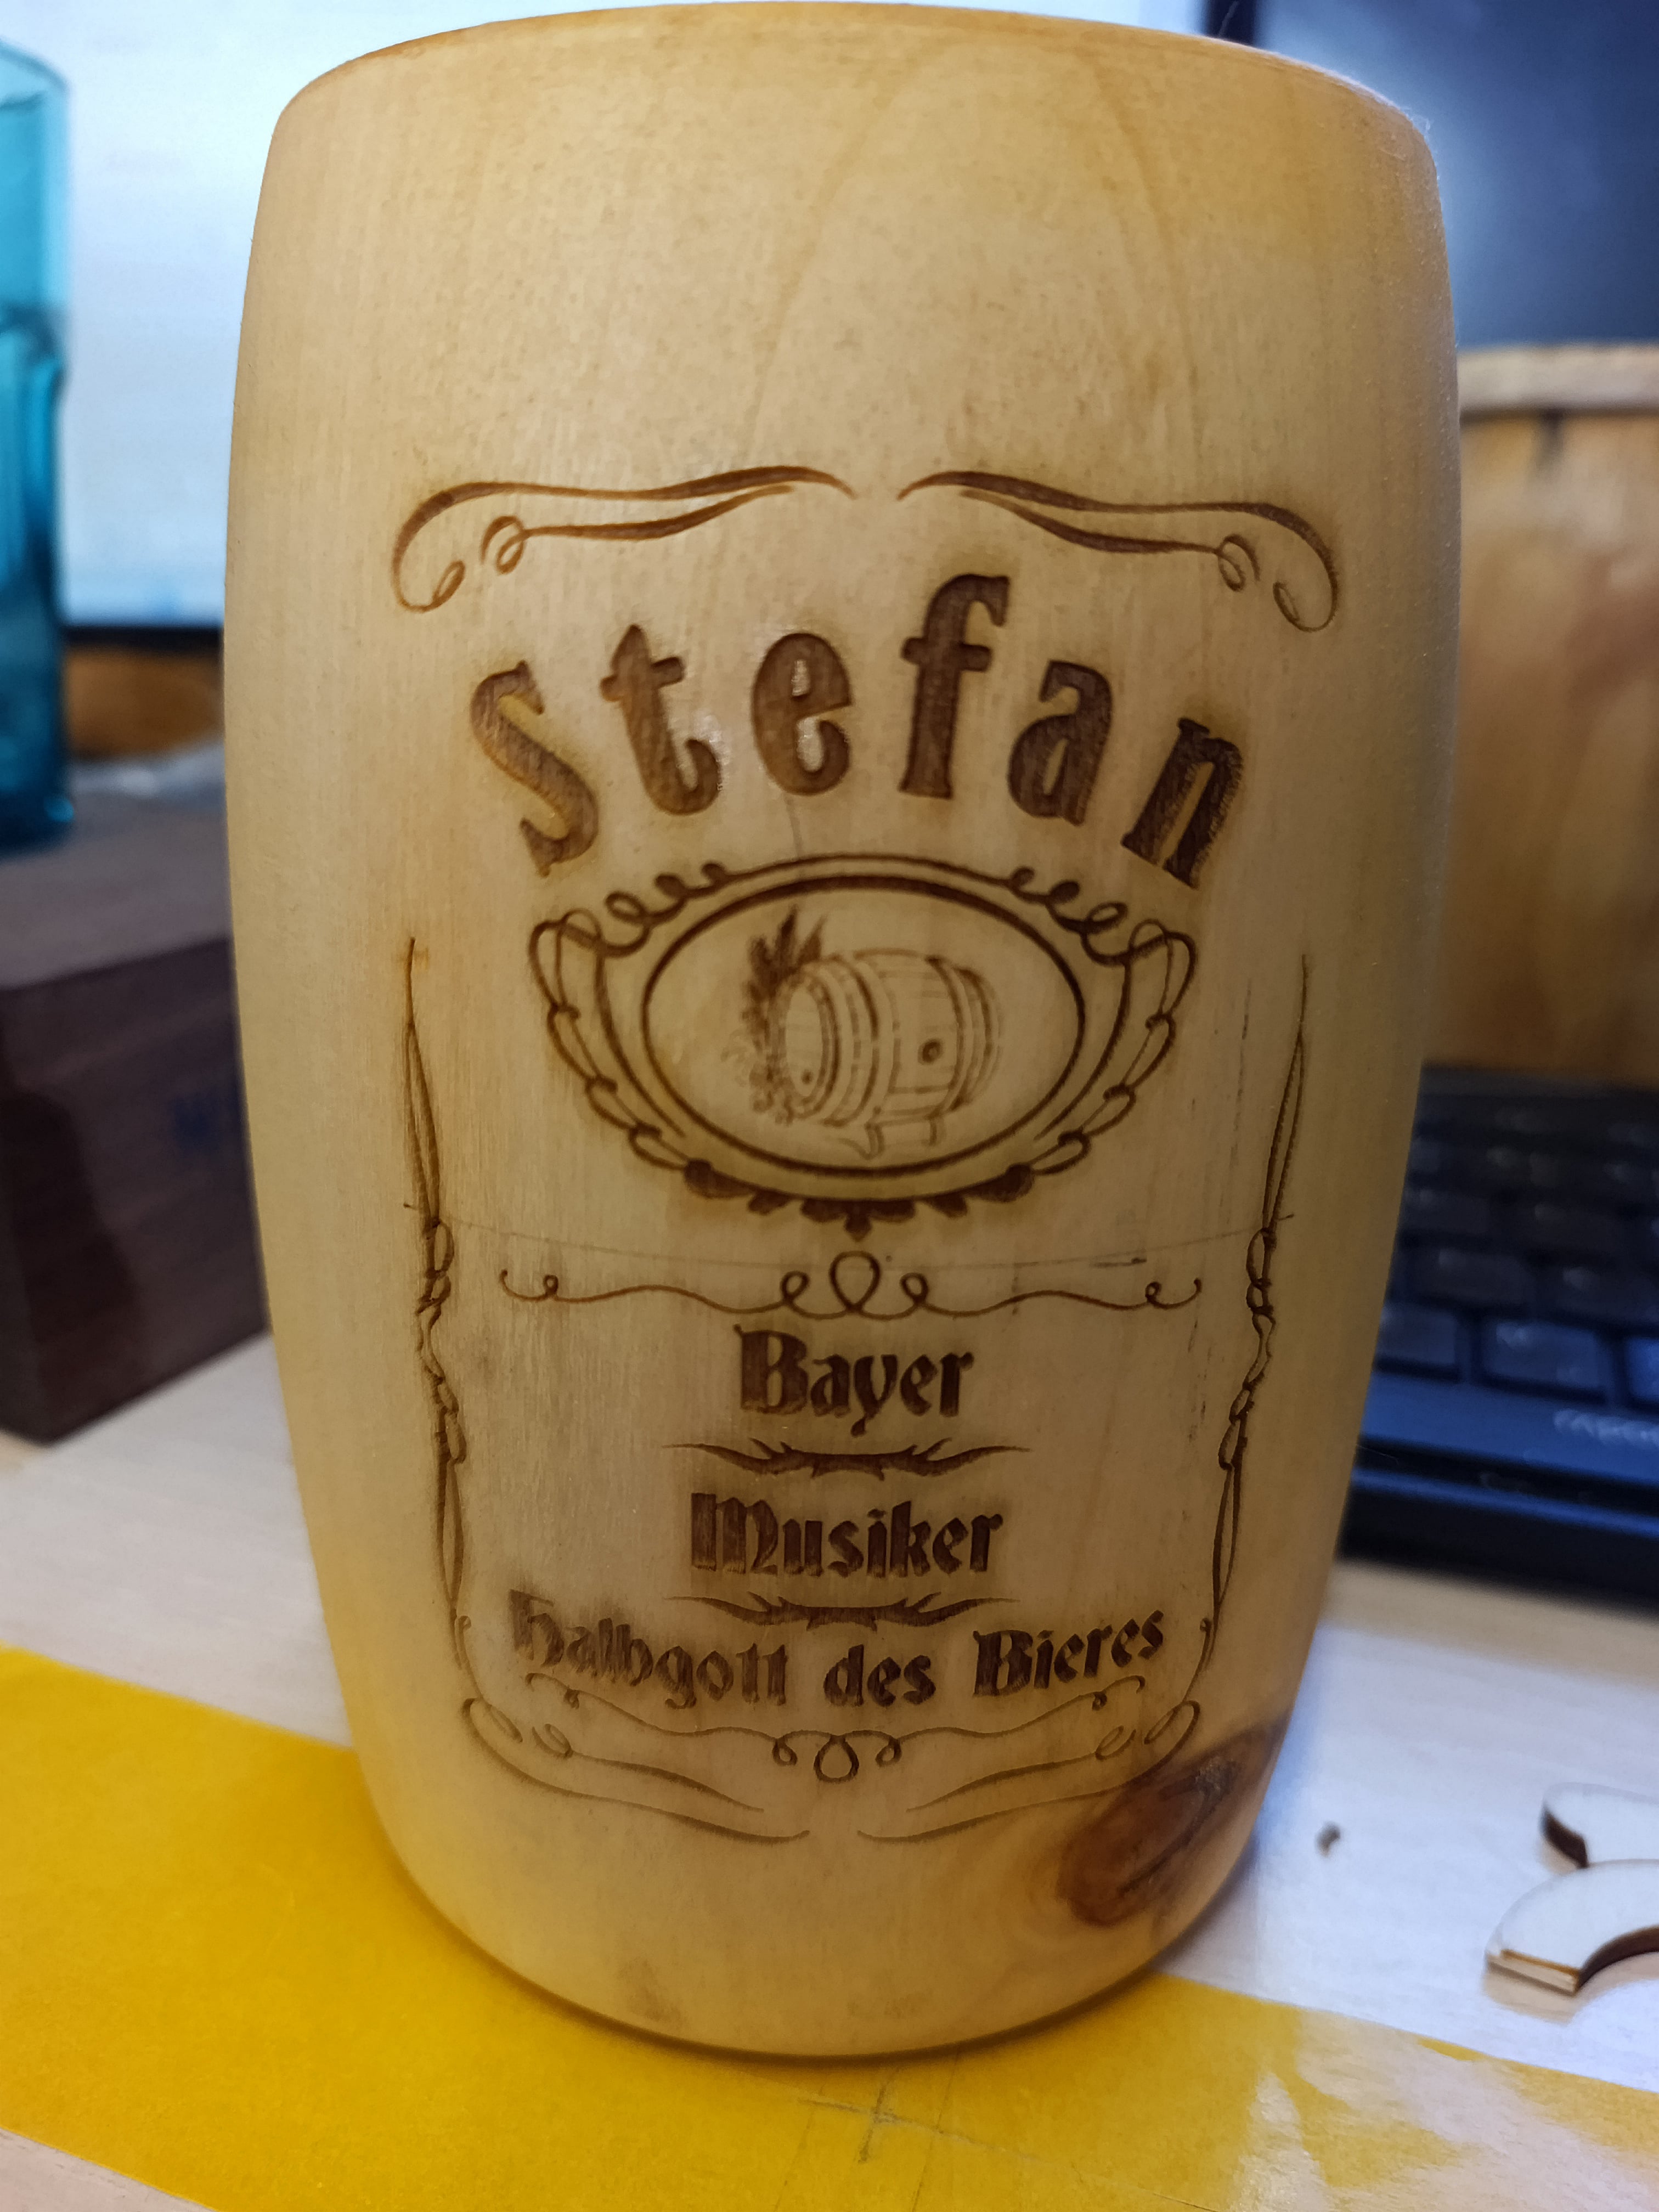 Stefan
Bayer
Musiker
Halbgott des Bieres